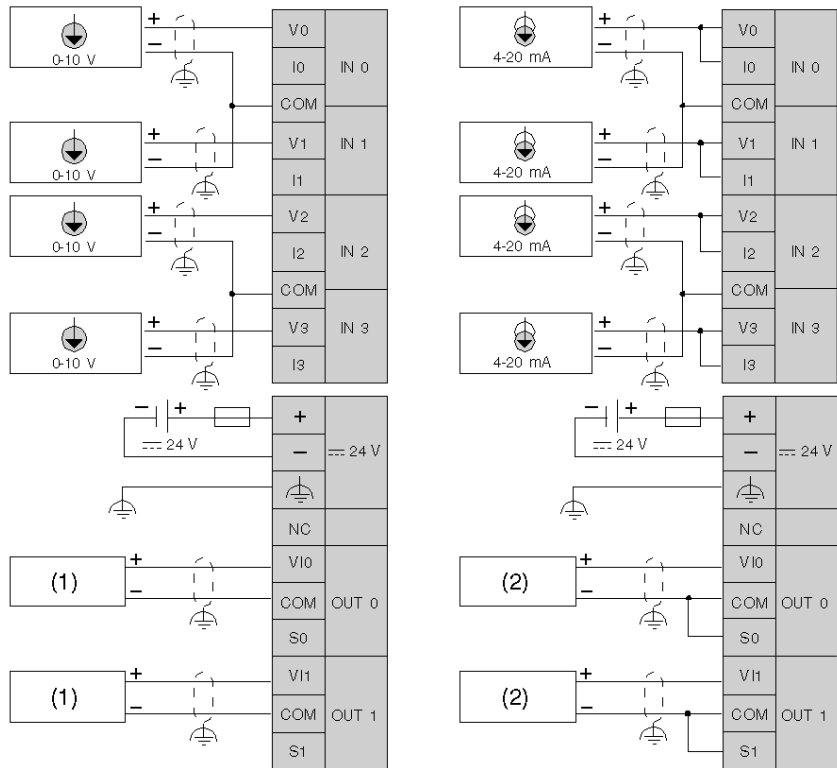 0-10 V
+
−
V0
I0
IN 0
COM
0-10 V
+
−
V1
I1
IN 1
0-10 V
+
−
V2
I2
IN 2
COM
0-10 V
+
−
V3
I3
IN 3
− +
24 V
+
−
24 V
NC
(1)
+
−
VI0
COM
S0
OUT 0
(1)
+
−
VI1
COM
S1
OUT 1
4-20 mA
+
−
V0
I0
IN 0
COM
4-20 mA
+
−
V1
I1
IN 1
4-20 mA
+
−
V2
I2
IN 2
COM
4-20 mA
+
−
V3
I3
IN 3
− +
24 V
+
−
24 V
NC
(2)
+
−
VI0
COM
S0
OUT 0
(2)
+
−
VI1
COM
S1
OUT 1